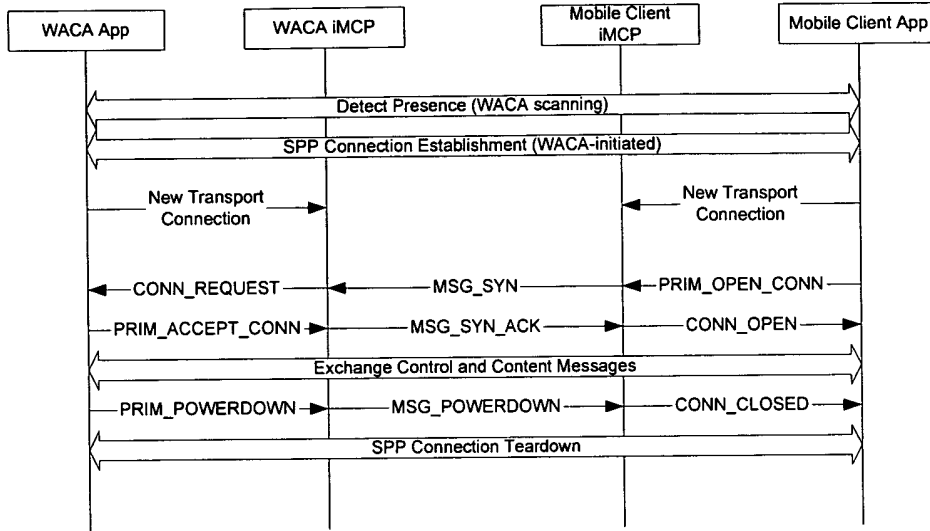 WACA App
WACA iMCP
Mobile Client
iMCP
Mobile Client App
Detect Presence (WACA scanning)
SPP Connection Establishment (WACA-initiated)
New Transport
Connection
New Transport
Connection
CONN_REQUEST
MSG_SYN
PRIM_OPEN_CONN
PRIM_ACCEPT_CONN
MSG_SYN_ACK
CONN_OPEN
Exchange Control and Content Messages
PRIM_POWERDOWN
MSG_POWERDOWN
CONN_CLOSED
SPP Connection Teardown